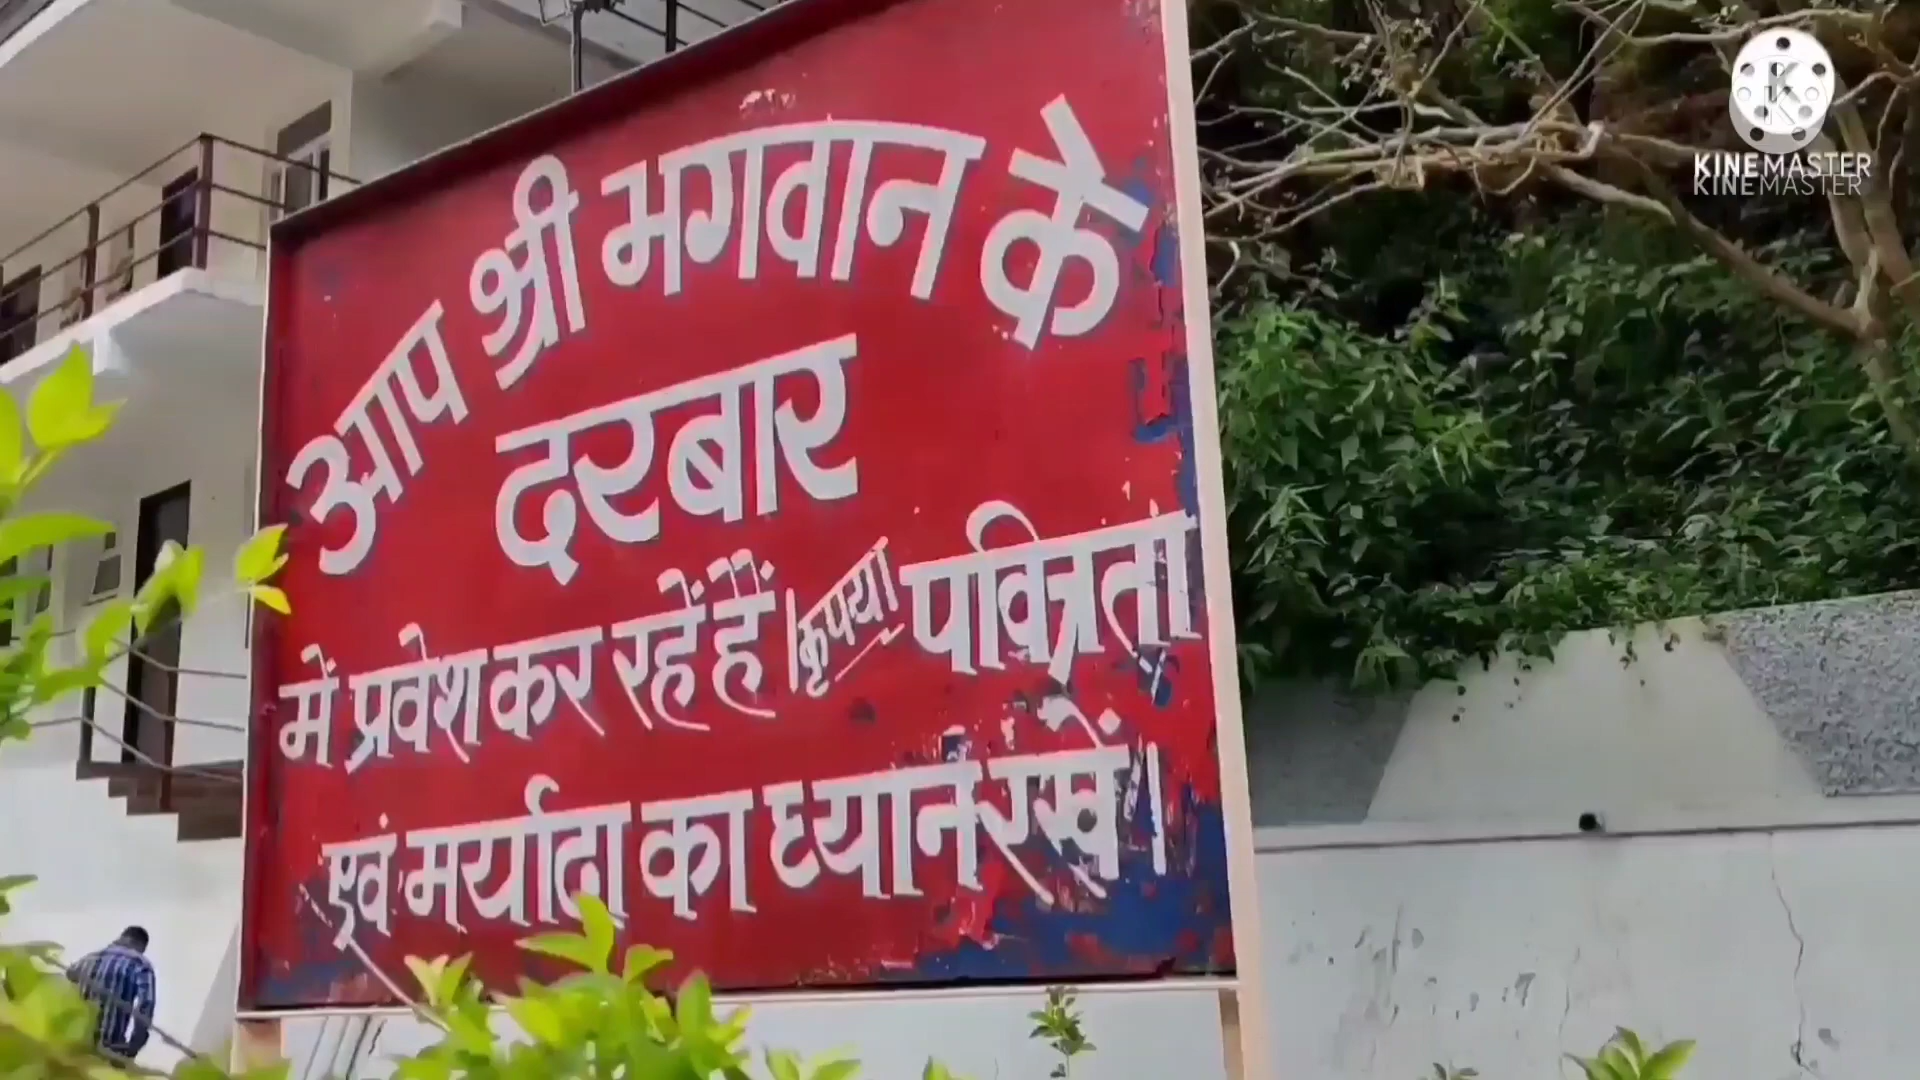 आप श्री भगवान के
दरबार
में प्रवेश कर रहें हैं। कृपया पवित्रता
एवं मर्यादा का ध्यान रखें।
KINEMASTER
KINEMASTER